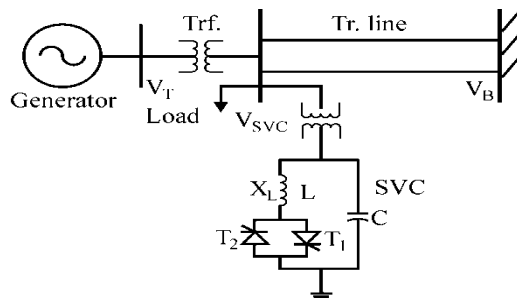 Trf.
Tr. line
V_T
V_B
Generator
Load
V_SVC
X_L
L
SVC
C
T_2
T_1